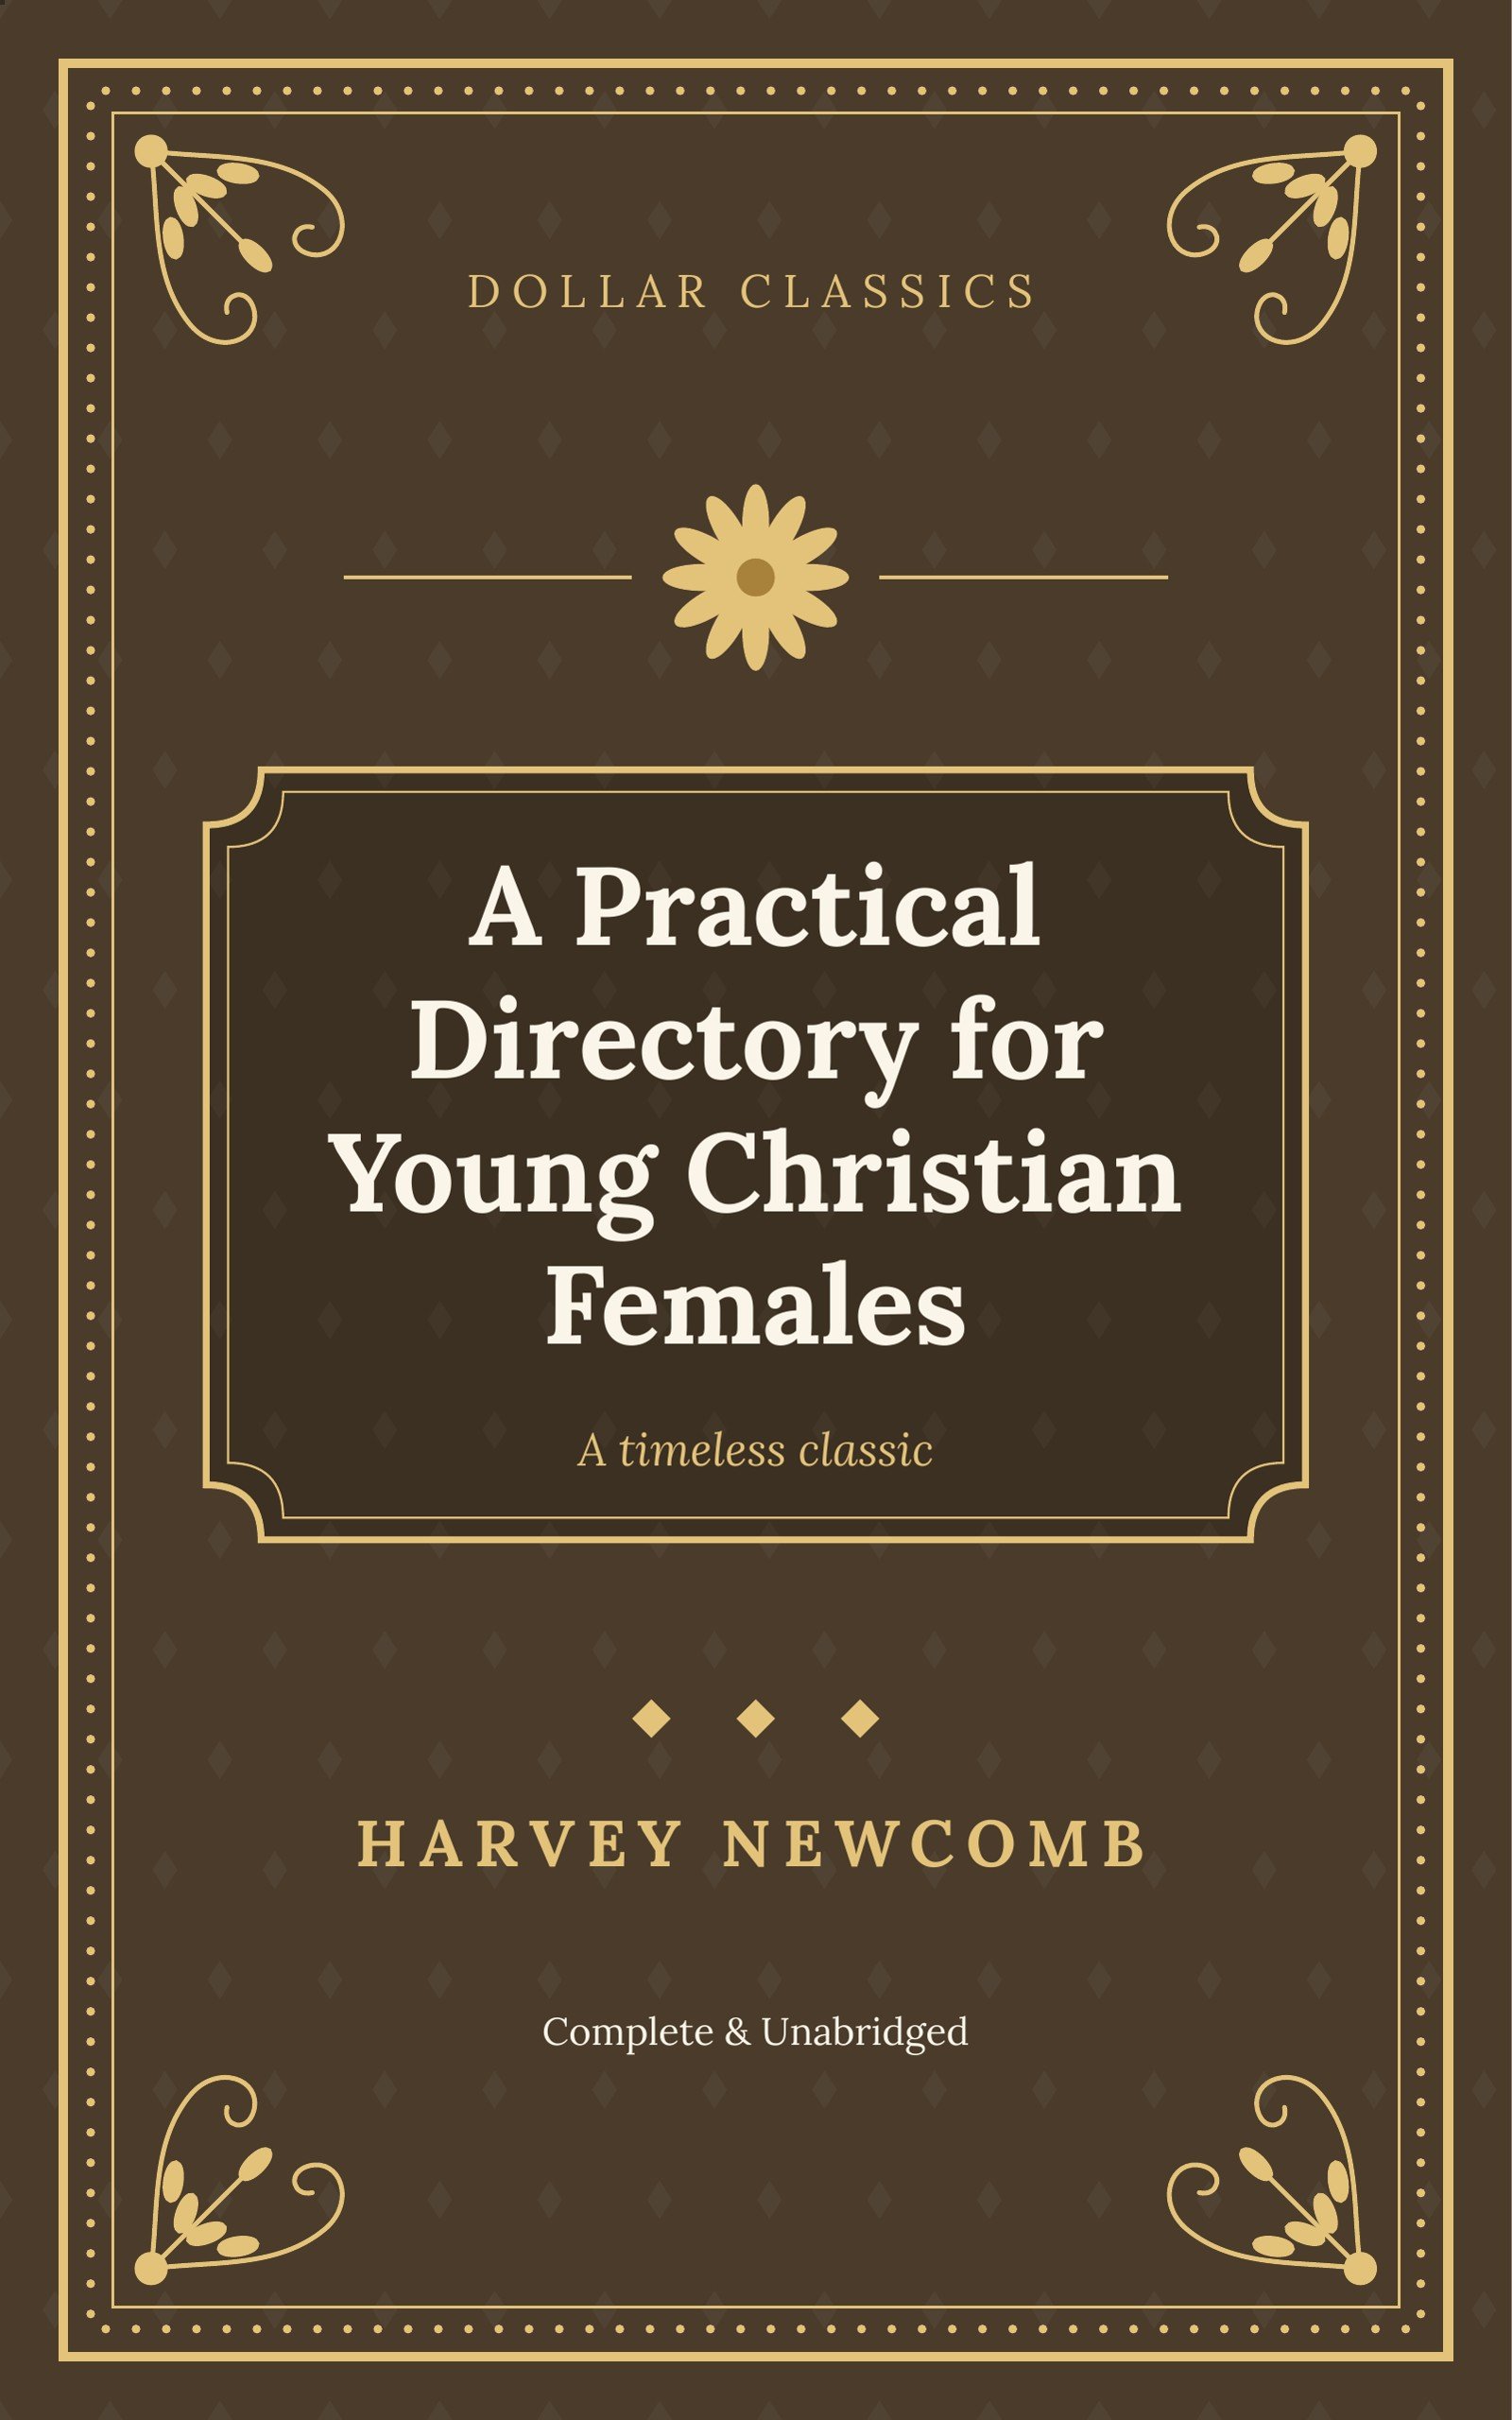 DOLLAR CLASSICS
A Practical
Directory for
Young Christian
Females
A timeless classic
HARVEY NEWCOMB
Complete & Unabridged